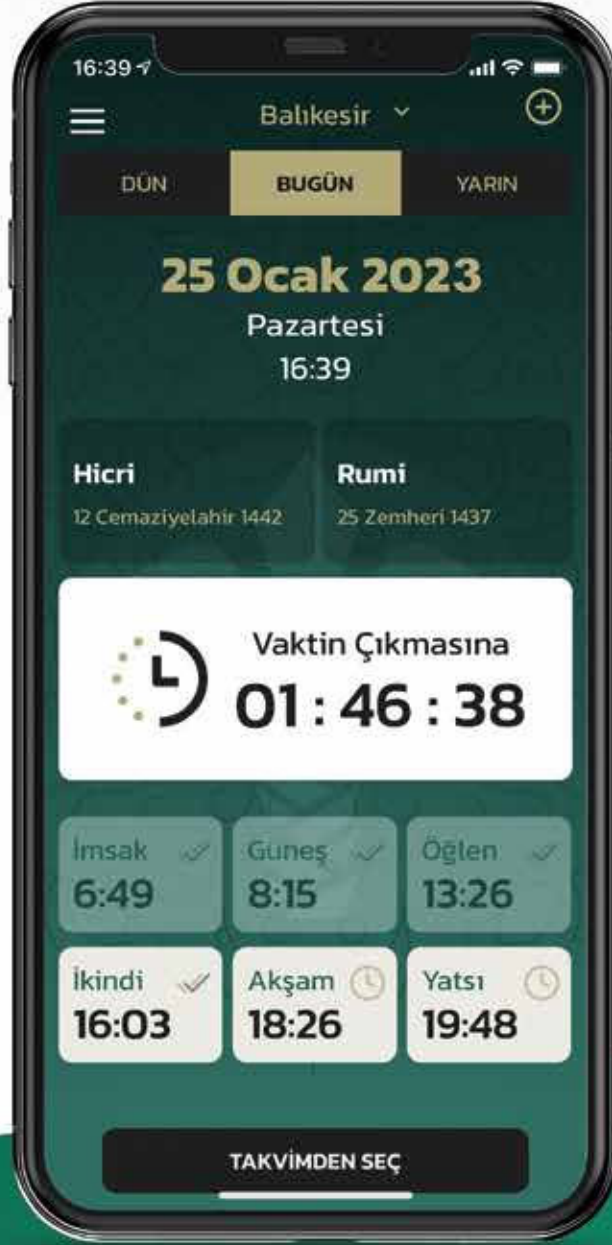 16:39
Balıkesir
DÜN BUGÜN YARIN
25 Ocak 2023
Pazartesi
16:39
Hicri
12 Cemaziyelahir 1442
Rumi
25 Zemheri 1437
Vaktin Çıkmasına
01 : 46 : 38
İmsak
6:49
Guneş
8:15
Öğlen
13:26
İkindi
16:03
Akşam
18:26
Yatsı
19:48
TAKVİMDEN SEÇ